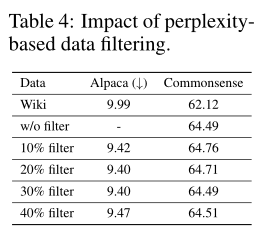 Table 4: Impact of perplexity-
based data filtering.
Data Alpaca (↓) Commonsense
Wiki 9.99 62.12
w/o filter - 64.49
10% filter 9.42 64.76
20% filter 9.40 64.71
30% filter 9.40 64.49
40% filter 9.47 64.51